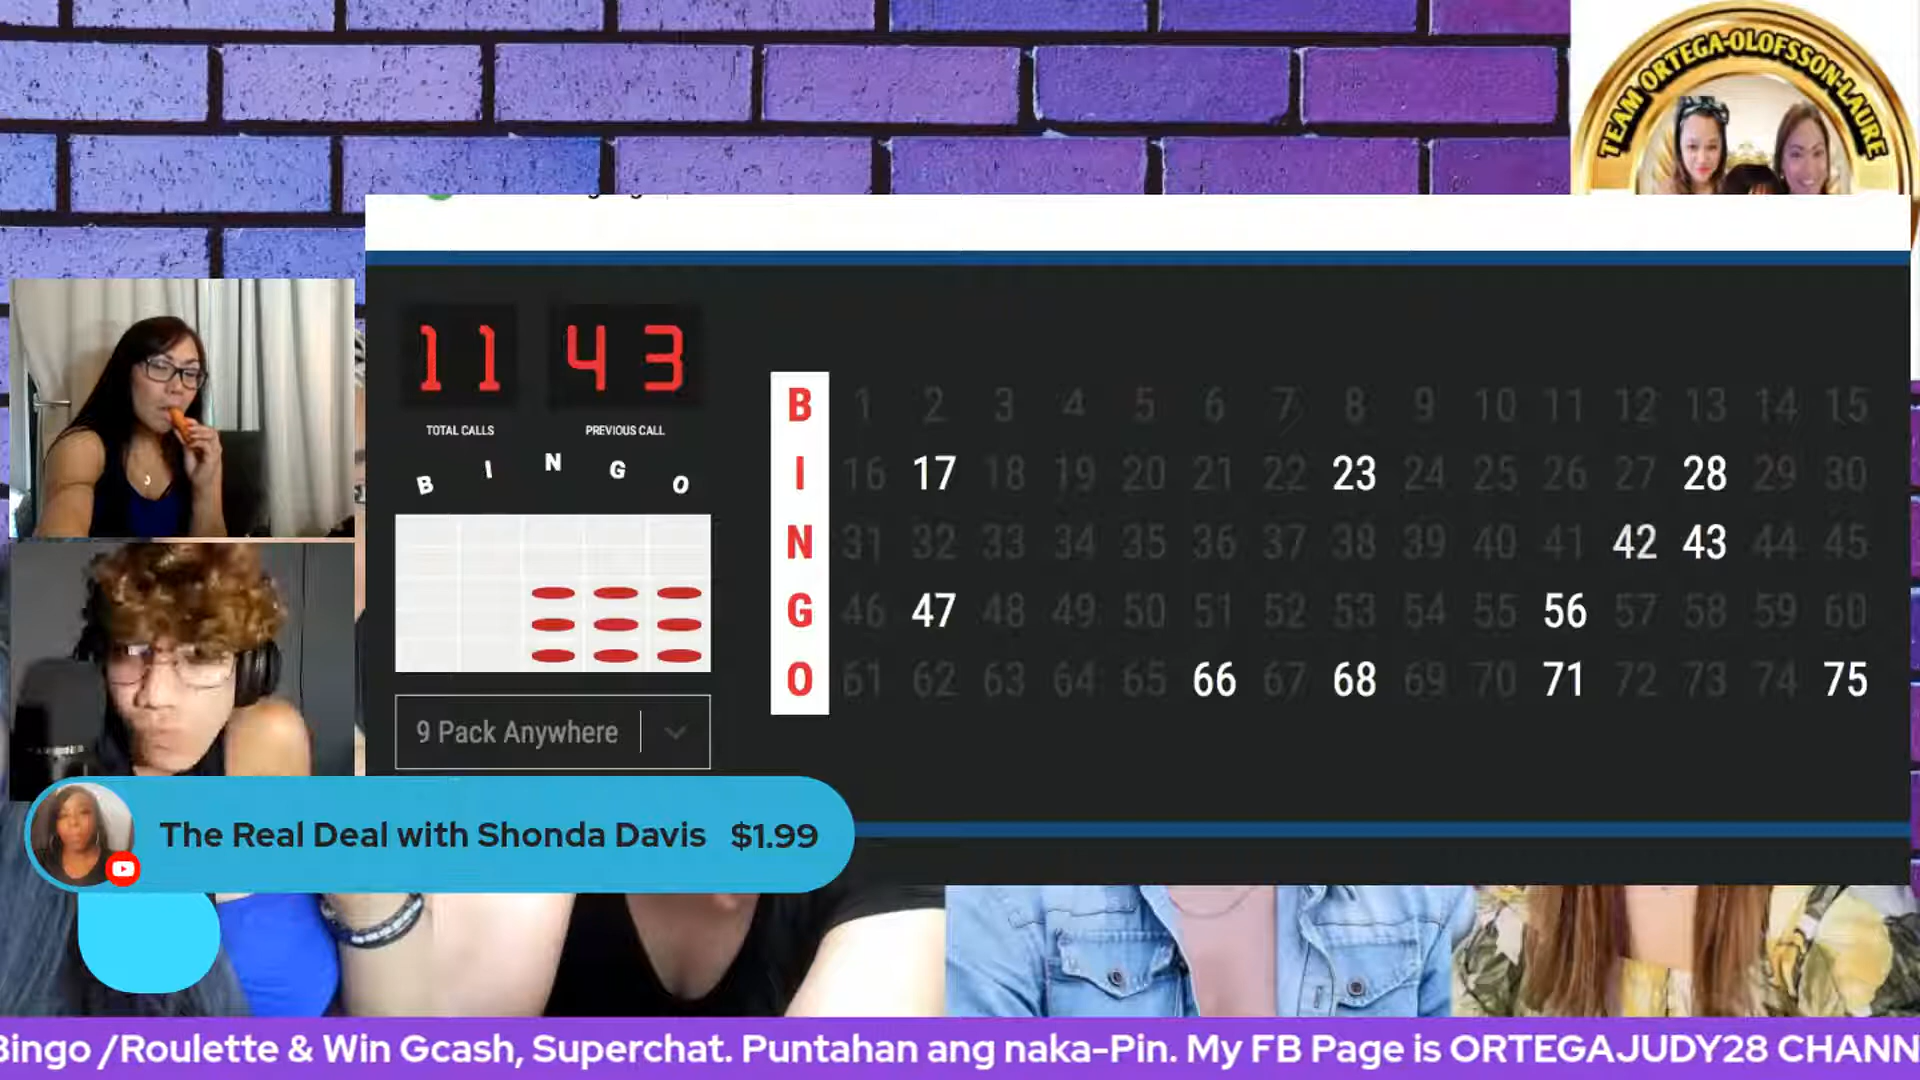 TEAM ORTEGA-OLOFSSON-LAURE
11 43
TOTAL CALLS PREVIOUS CALL
B I N G O
9 Pack Anywhere
B 1 2 3 4 5 6 7 8 9 10 11 12 13 14 15
I 16 17 18 19 20 21 22 23 24 25 26 27 28 29 30
N 31 32 33 34 35 36 37 38 39 40 41 42 43 44 45
G 46 47 48 49 50 51 52 53 54 55 56 57 58 59 60
O 61 62 63 64 65 66 67 68 69 70 71 72 73 74 75
The Real Deal with Shonda Davis $1.99
Bingo /Roulette & Win Gcash, Superchat. Puntahan ang naka-Pin. My FB Page is ORTEGAJUDY28 CHANN